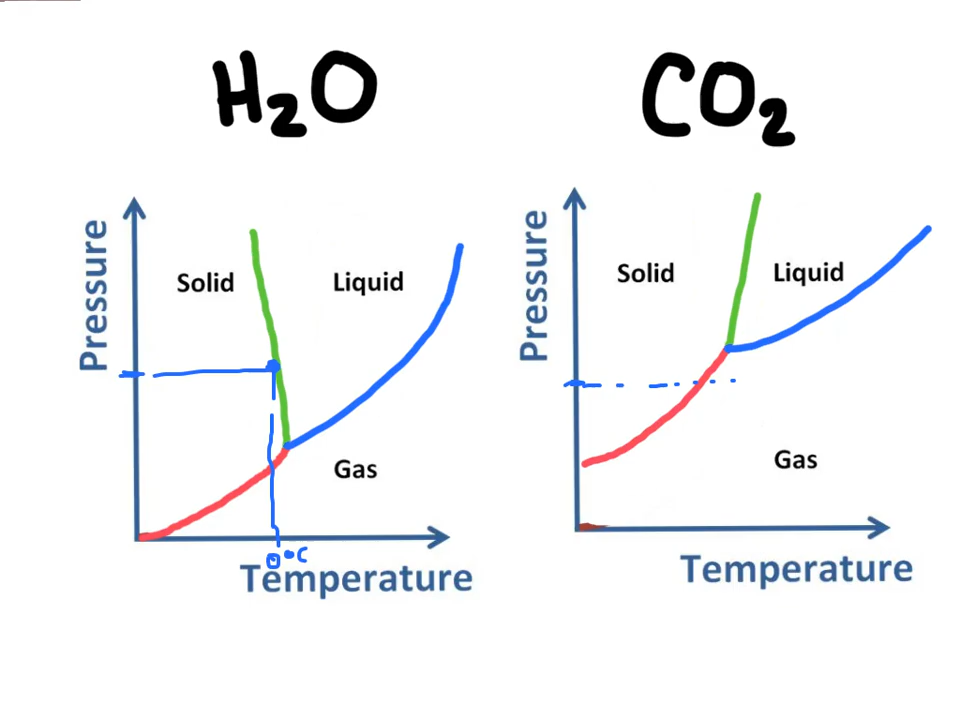 H₂O
Pressure
Solid
Liquid
Gas
0°C
Temperature
CO₂
Pressure
Solid
Liquid
Gas
Temperature